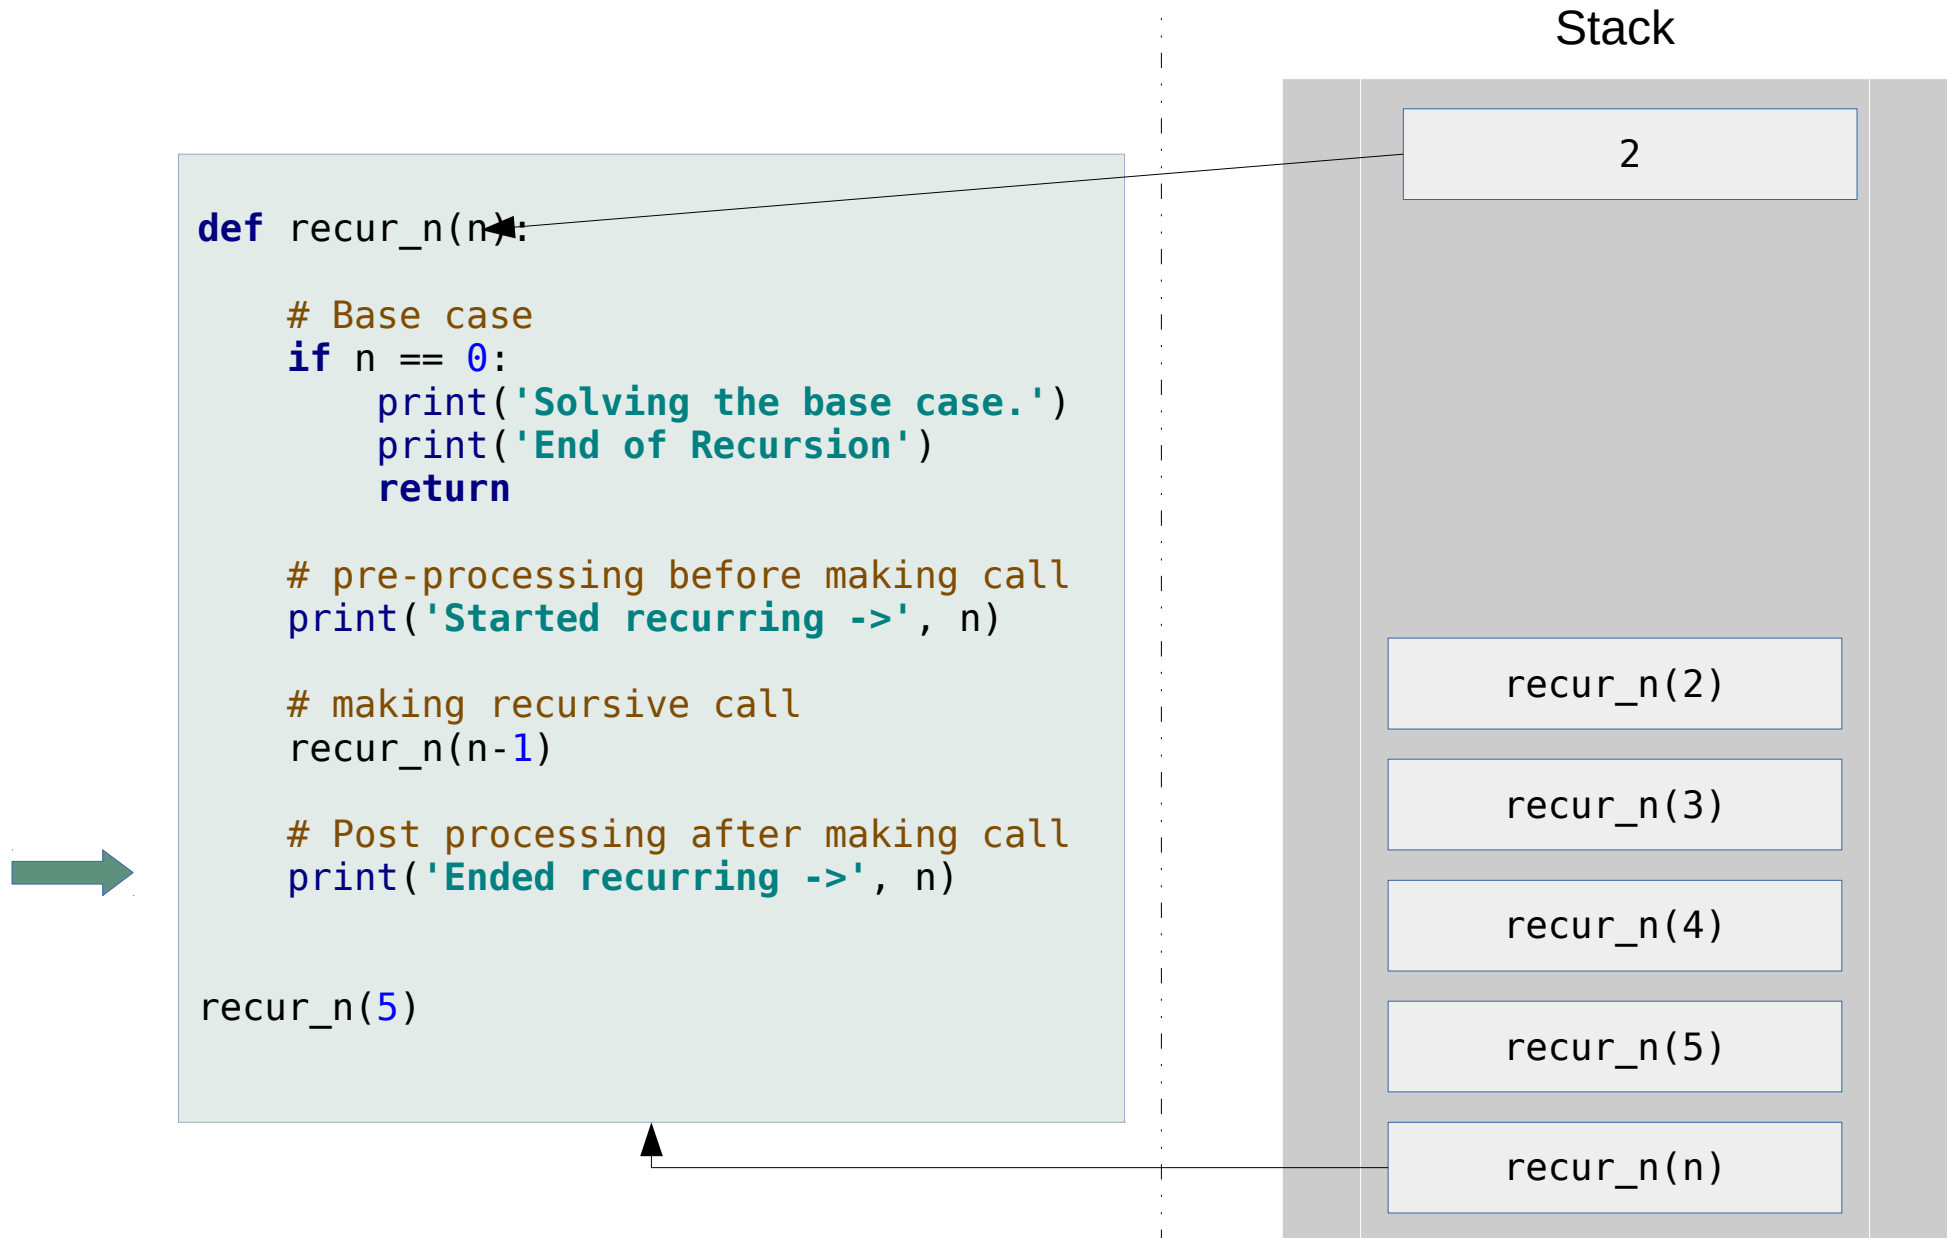 Stack
2
def recur_n(n):
    # Base case
    if n == 0:
        print('Solving the base case.')
        print('End of Recursion')
        return
    # pre-processing before making call
    print('Started recurring ->', n)
    # making recursive call
    recur_n(n-1)
    # Post processing after making call
    print('Ended recurring ->', n)
recur_n(5)
recur_n(2)
recur_n(3)
recur_n(4)
recur_n(5)
recur_n(n)